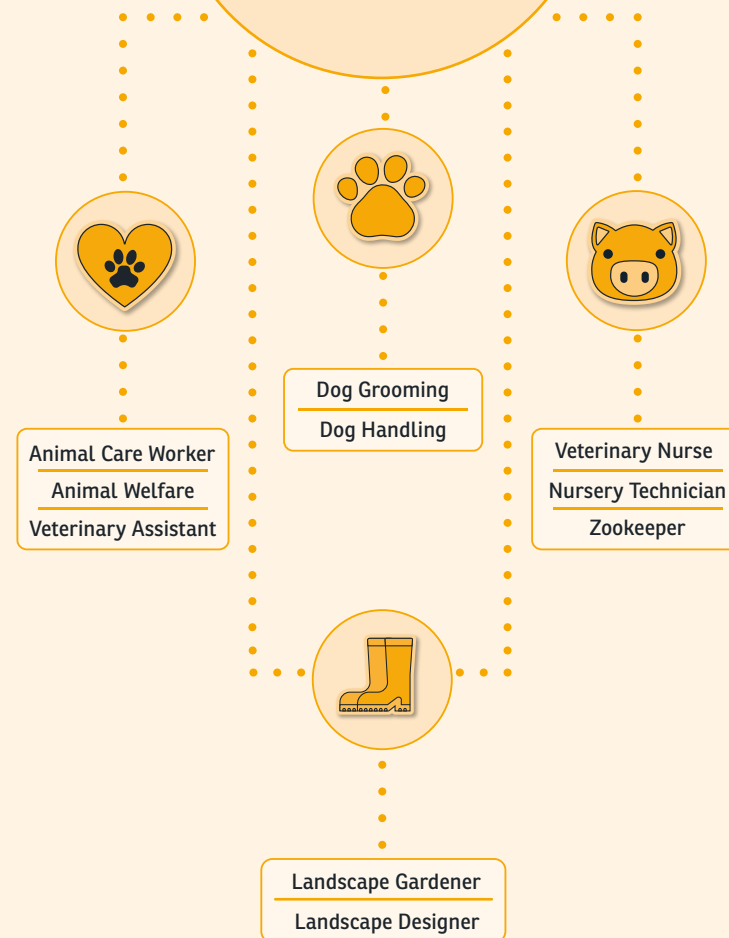 Dog Grooming
Dog Handling
Animal Care Worker
Animal Welfare
Veterinary Assistant
Veterinary Nurse
Nursery Technician
Zookeeper
Landscape Gardener
Landscape Designer